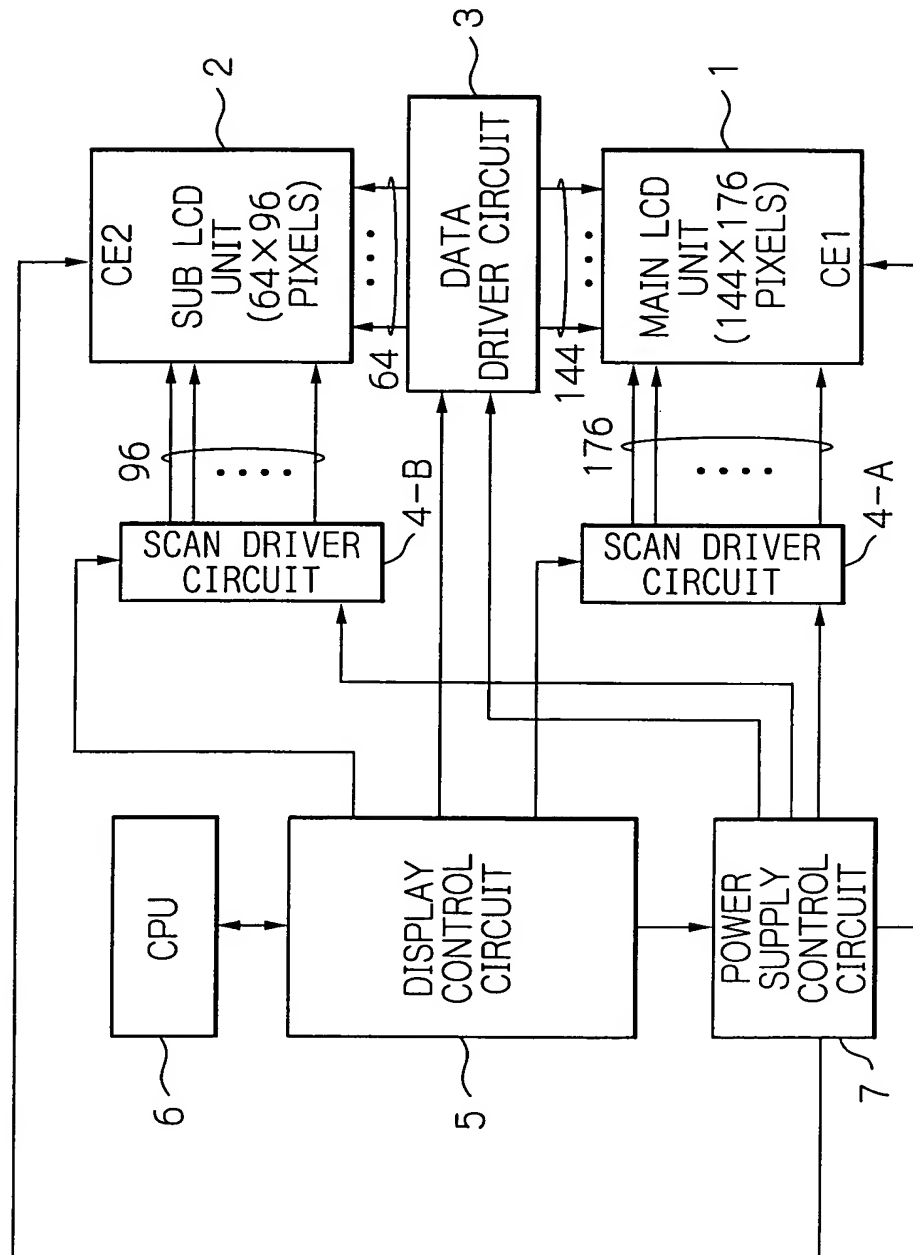 6
CPU
5
DISPLAY
CONTROL
CIRCUIT
7
POWER
SUPPLY
CONTROL
CIRCUIT
SCAN DRIVER
CIRCUIT
4-B
96
SCAN DRIVER
CIRCUIT
4-A
176
2
CE2
SUB LCD
UNIT
(64×96
PIXELS)
64
3
DATA
DRIVER CIRCUIT
144
1
MAIN LCD
UNIT
(144×176
PIXELS)
CE1